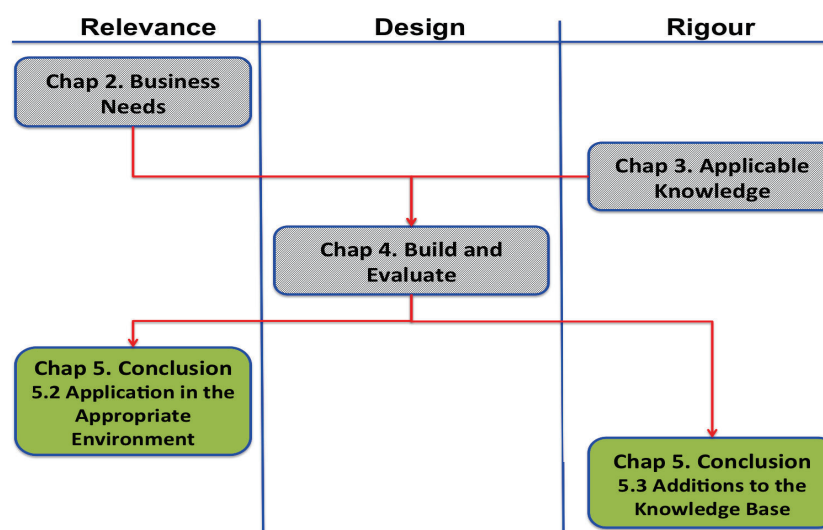 Relevance
Design
Rigour
Chap 2. Business
Needs
Chap 3. Applicable
Knowledge
Chap 4. Build and
Evaluate
Chap 5. Conclusion
5.2 Application in the
Appropriate
Environment
Chap 5. Conclusion
5.3 Additions to the
Knowledge Base